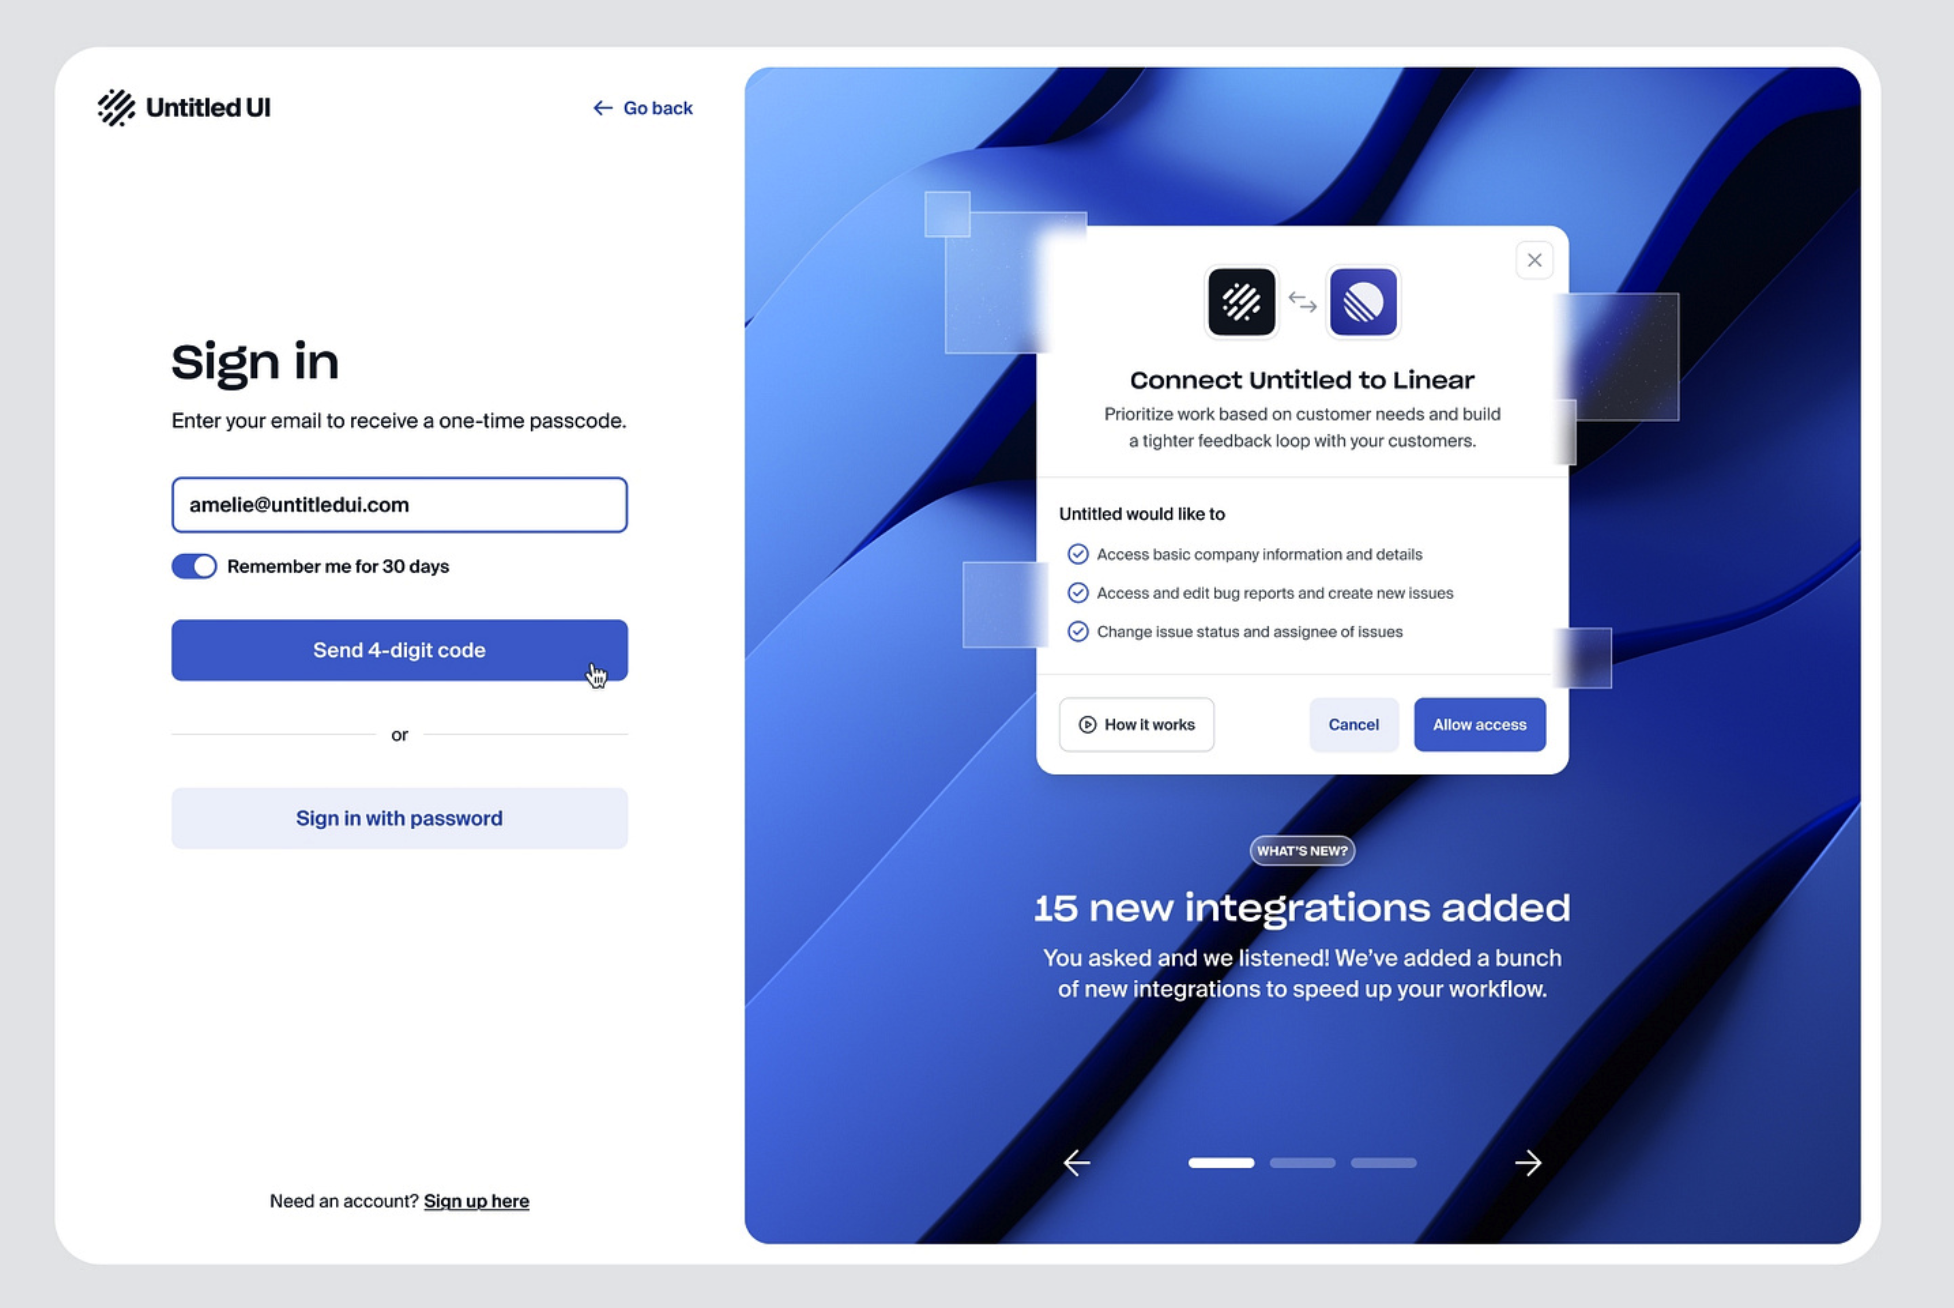 Untitled UI
Go back
Sign in
Enter your email to receive a one-time passcode.
amelie@untitledui.com
Remember me for 30 days
Send 4-digit code
or
Sign in with password
Need an account? Sign up here
Connect Untitled to Linear
Prioritize work based on customer needs and build
a tighter feedback loop with your customers.
Untitled would like to
Access basic company information and details
Access and edit bug reports and create new issues
Change issue status and assignee of issues
How it works
Cancel
Allow access
WHAT'S NEW?
15 new integrations added
You asked and we listened! We’ve added a bunch
of new integrations to speed up your workflow.